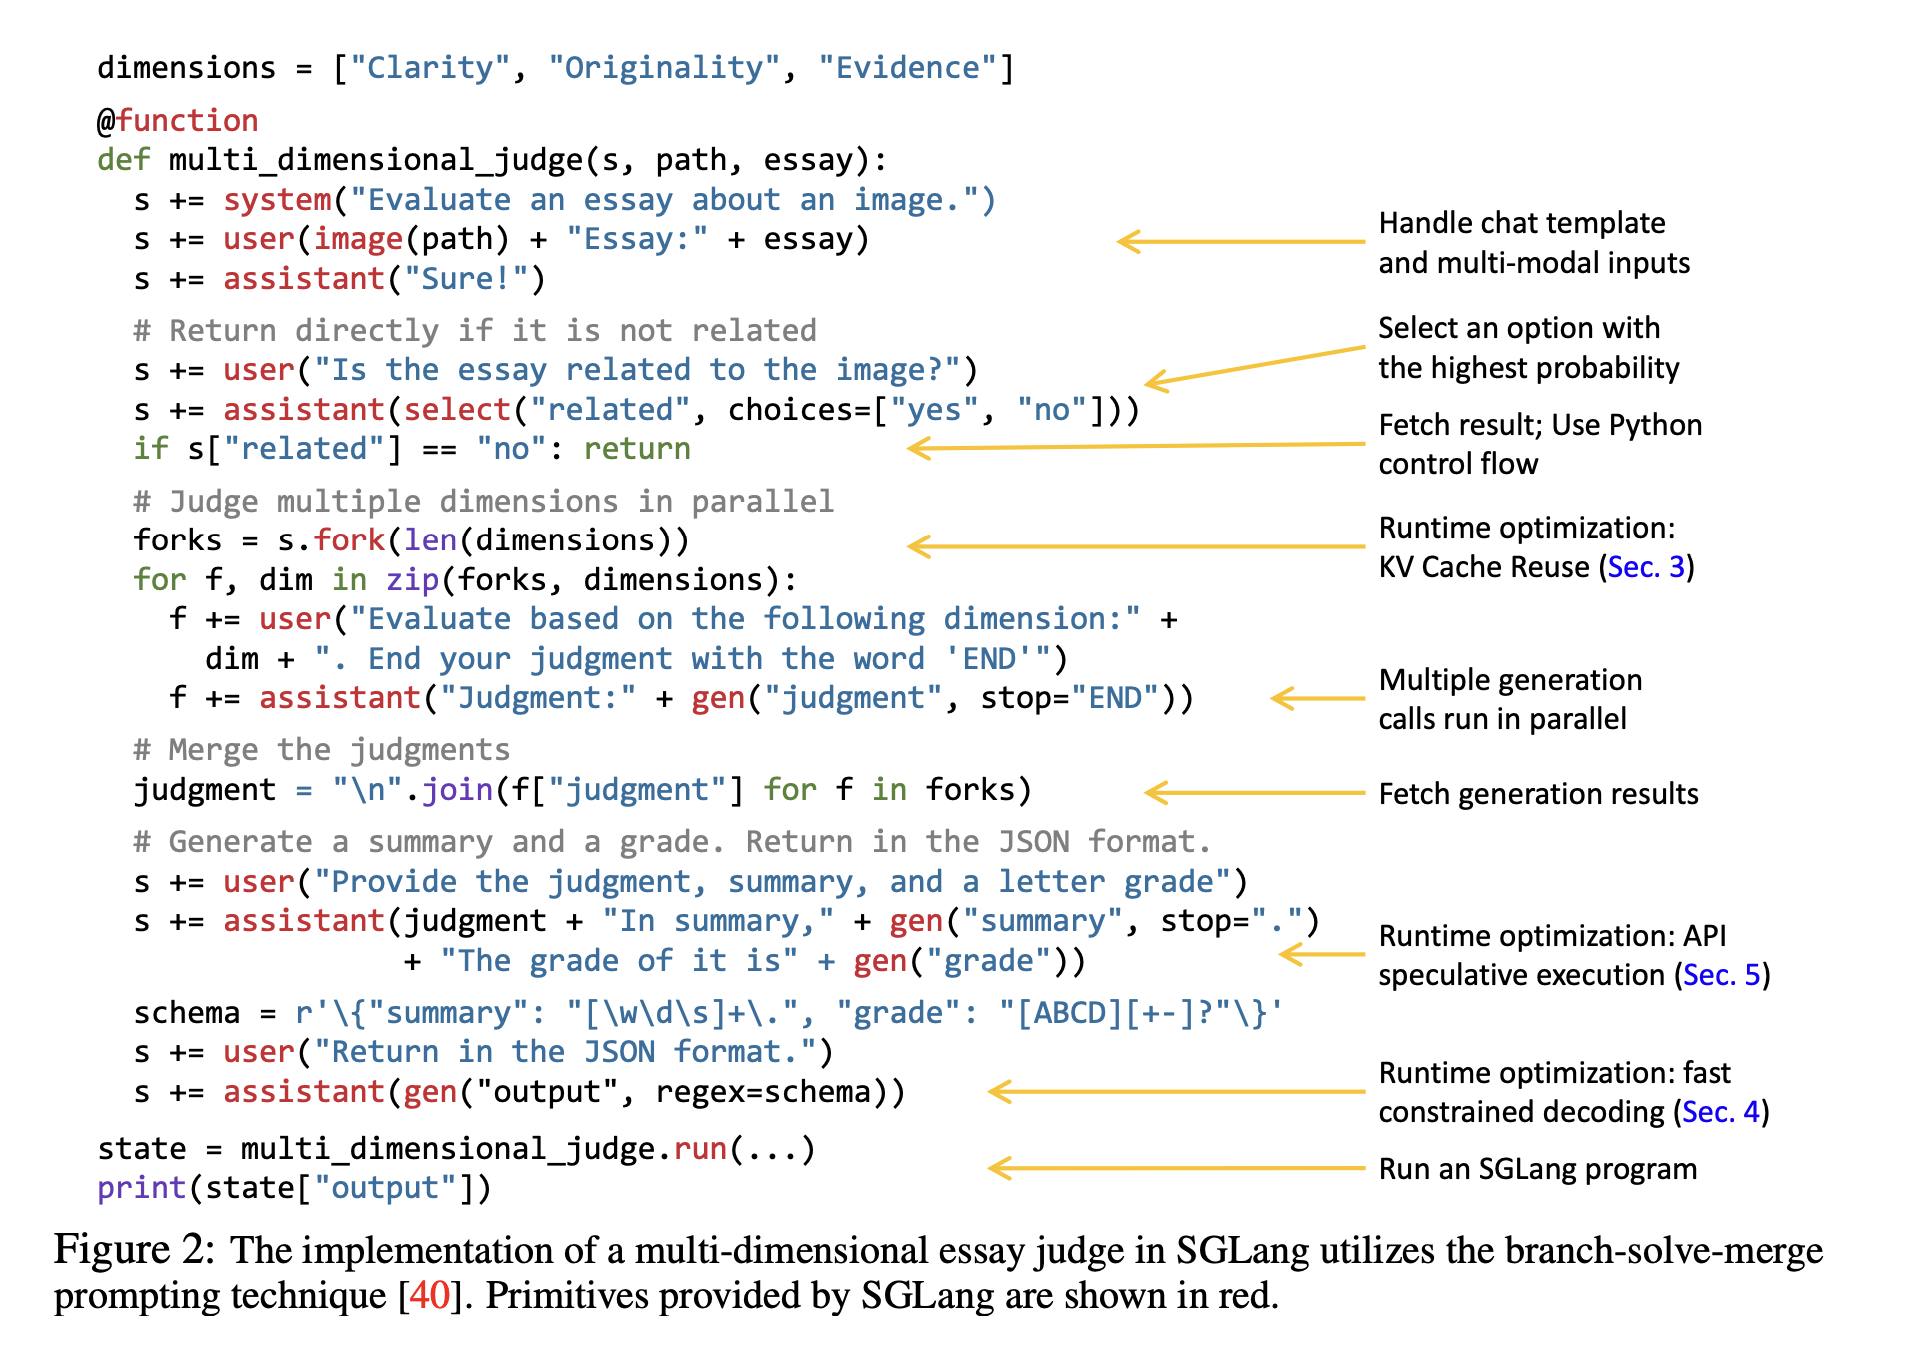 dimensions = ["Clarity", "Originality", "Evidence"]
@function
def multi_dimensional_judge(s, path, essay):
  s += system("Evaluate an essay about an image.")
  s += user(image(path) + "Essay:" + essay)
  s += assistant("Sure!")
Handle chat template
and multi-modal inputs
  # Return directly if it is not related
  s += user("Is the essay related to the image?")
  s += assistant(select("related", choices=["yes", "no"]))
  if s["related"] == "no": return
Select an option with
the highest probability
Fetch result; Use Python
control flow
  # Judge multiple dimensions in parallel
  forks = s.fork(len(dimensions))
  for f, dim in zip(forks, dimensions):
    f += user("Evaluate based on the following dimension:" +
      dim + ". End your judgment with the word 'END'")
    f += assistant("Judgment:" + gen("judgment", stop="END"))
Runtime optimization:
KV Cache Reuse (Sec. 3)
Multiple generation
calls run in parallel
  # Merge the judgments
  judgment = "\n".join(f["judgment"] for f in forks)
Fetch generation results
  # Generate a summary and a grade. Return in the JSON format.
  s += user("Provide the judgment, summary, and a letter grade")
  s += assistant(judgment + "In summary," + gen("summary", stop=".")
                 + "The grade of it is" + gen("grade"))
Runtime optimization: API
speculative execution (Sec. 5)
  schema = r'\{"summary": "[\w\d\s]+\.", "grade": "[ABCD][+-]?"\}'
  s += user("Return in the JSON format.")
  s += assistant(gen("output", regex=schema))
Runtime optimization: fast
constrained decoding (Sec. 4)
state = multi_dimensional_judge.run(...)
print(state["output"])
Run an SGLang program
Figure 2: The implementation of a multi-dimensional essay judge in SGLang utilizes the branch-solve-merge
prompting technique [40]. Primitives provided by SGLang are shown in red.